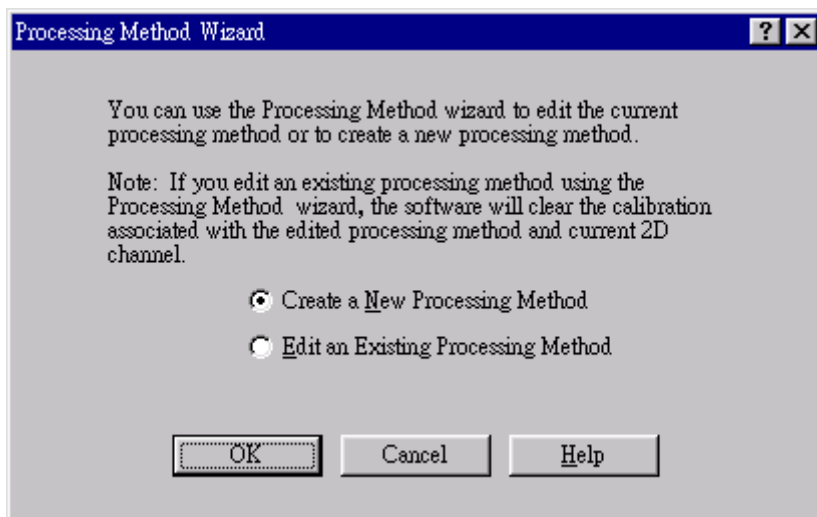 Processing Method Wizard
You can use the Processing Method wizard to edit the current
processing method or to create a new processing method.
Note: If you edit an existing processing method using the
Processing Method wizard, the software will clear the calibration
associated with the edited processing method and current 2D
channel.
Create a New Processing Method
Edit an Existing Processing Method
OK Cancel Help